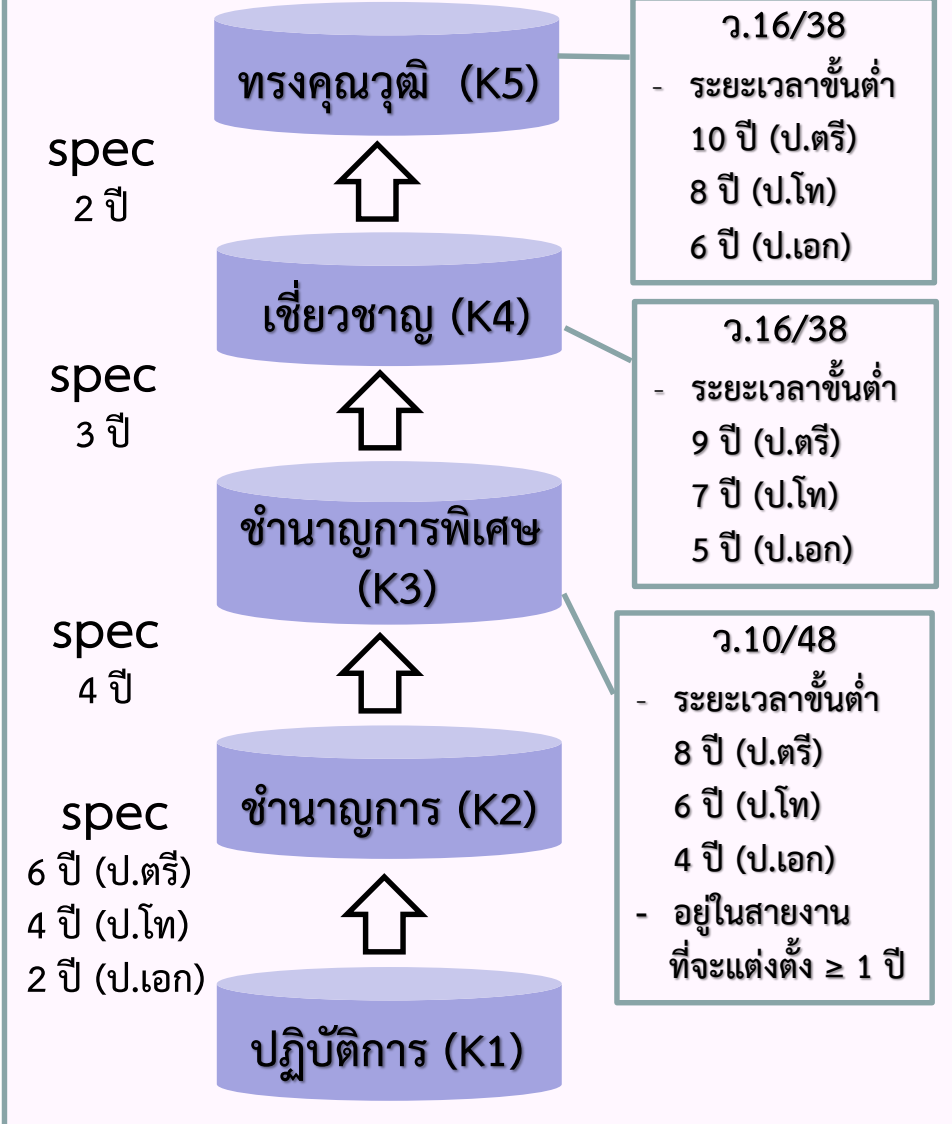 ทรงคุณวุฒิ (K5)
ว.16/38
- ระยะเวลาขั้นต่ำ
10 ปี (ป.ตรี)
8 ปี (ป.โท)
6 ปี (ป.เอก)
spec
2 ปี
เชี่ยวชาญ (K4)
ว.16/38
- ระยะเวลาขั้นต่ำ
9 ปี (ป.ตรี)
7 ปี (ป.โท)
5 ปี (ป.เอก)
spec
3 ปี
ชำนาญการพิเศษ
(K3)
ว.10/48
- ระยะเวลาขั้นต่ำ
8 ปี (ป.ตรี)
6 ปี (ป.โท)
4 ปี (ป.เอก)
- อยู่ในสายงาน
ที่จะแต่งตั้ง ≥ 1 ปี
spec
4 ปี
ชำนาญการ (K2)
spec
6 ปี (ป.ตรี)
4 ปี (ป.โท)
2 ปี (ป.เอก)
ปฏิบัติการ (K1)